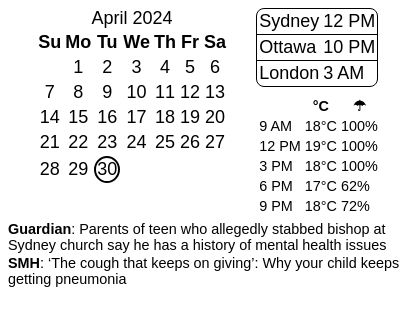 April 2024
Su Mo Tu We Th Fr Sa
1 2 3 4 5 6
7 8 9 10 11 12 13
14 15 16 17 18 19 20
21 22 23 24 25 26 27
28 29 30
Sydney 12 PM
Ottawa 10 PM
London 3 AM
°C ☂
9 AM 18°C 100%
12 PM 19°C 100%
3 PM 18°C 100%
6 PM 17°C 62%
9 PM 18°C 72%
Guardian: Parents of teen who allegedly stabbed bishop at
Sydney church say he has a history of mental health issues
SMH: ‘The cough that keeps on giving’: Why your child keeps
getting pneumonia